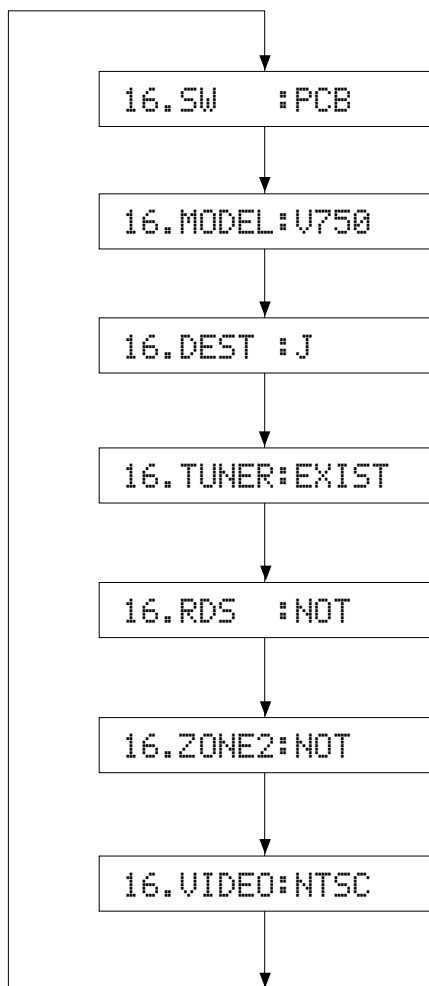 16.SW   :PCB
16.MODEL:V750
16.DEST :J
16.TUNER:EXIST
16.RDS  :NOT
16.ZONE2:NOT
16.VIDEO:NTSC